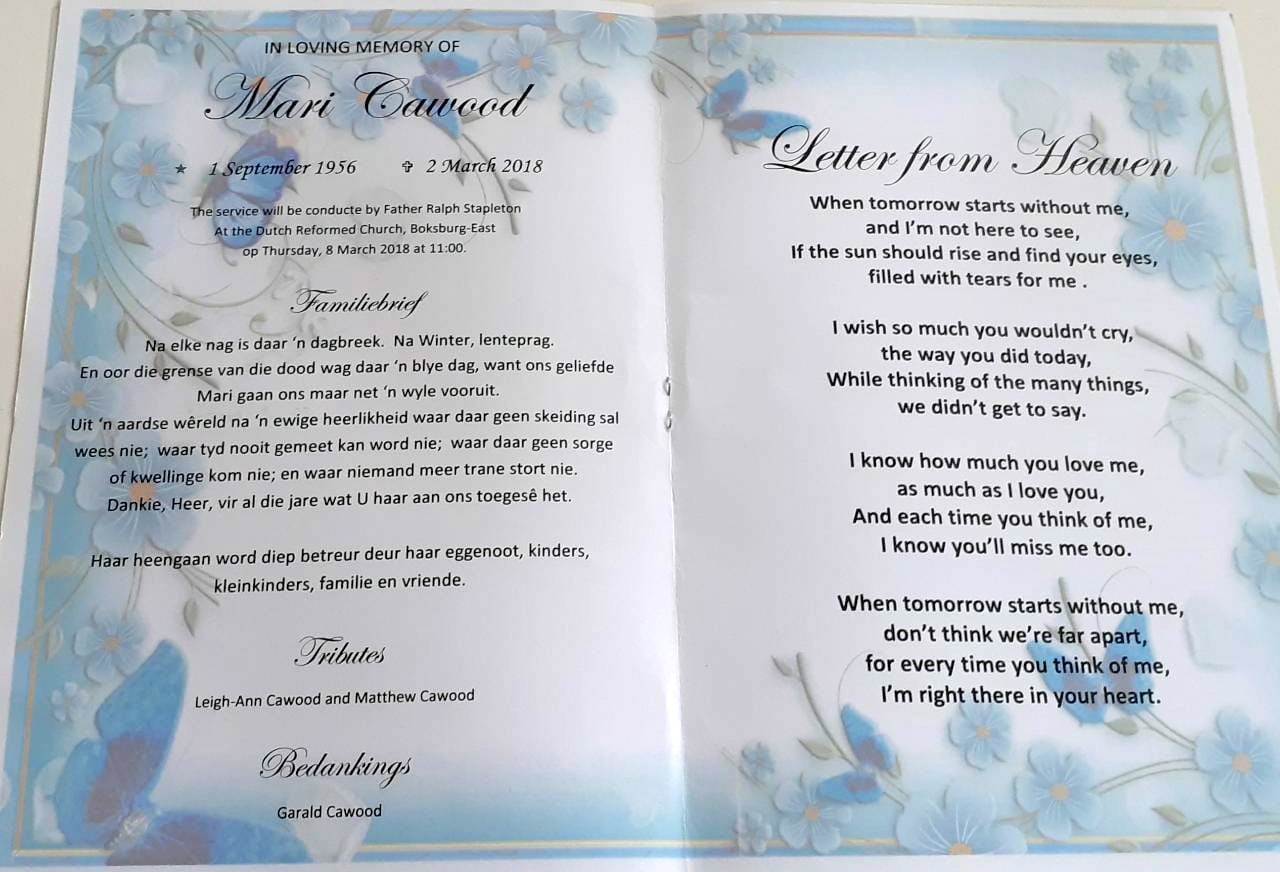 IN LOVING MEMORY OF
Mari Cawood
★ 1 September 1956 ✞ 2 March 2018
The service will be conducte by Father Ralph Stapleton
At the Dutch Reformed Church, Boksburg-East
op Thursday, 8 March 2018 at 11:00.
Familiebrief
Na elke nag is daar ‘n dagbreek. Na Winter, lenteprag.
En oor die grense van die dood wag daar ‘n blye dag, want ons geliefde
Mari gaan ons maar net ‘n wyle vooruit.
Uit ‘n aardse wêreld na ‘n ewige heerlikheid waar daar geen skeiding sal
wees nie; waar tyd nooit gemeet kan word nie; waar daar geen sorge
of kwellinge kom nie; en waar niemand meer trane stort nie.
Dankie, Heer, vir al die jare wat U haar aan ons toegesê het.
Haar heengaan word diep betreur deur haar eggenoot, kinders,
kleinkinders, familie en vriende.
Tributes
Leigh-Ann Cawood and Matthew Cawood
Bedankings
Garald Cawood
Letter from Heaven
When tomorrow starts without me,
and I’m not here to see,
If the sun should rise and find your eyes,
filled with tears for me .
I wish so much you wouldn’t cry,
the way you did today,
While thinking of the many things,
we didn’t get to say.
I know how much you love me,
as much as I love you,
And each time you think of me,
I know you’ll miss me too.
When tomorrow starts without me,
don’t think we’re far apart,
for every time you think of me,
I’m right there in your heart.